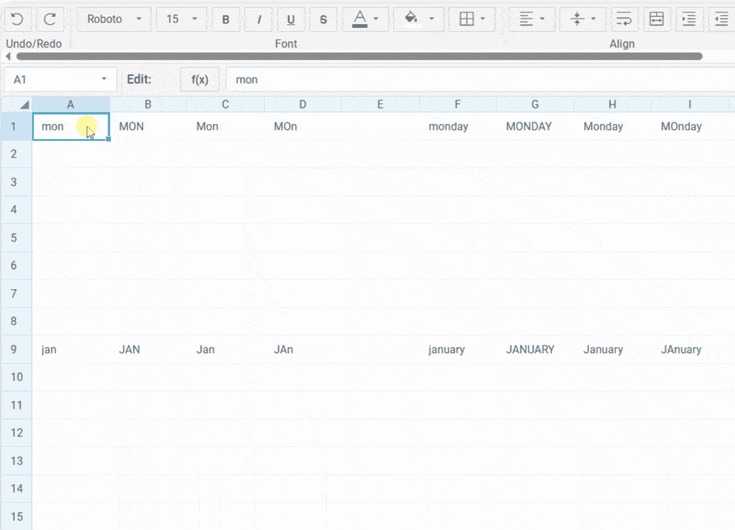 Roboto 15 B I U S A
Undo/Redo Font Align
A1 Edit: f(x) mon
A B C D E F G H I
1 mon MON Mon MOn monday MONDAY Monday MOnday
2
3
4
5
6
7
8
9 jan JAN Jan JAn january JANUARY January JAnuary
10
11
12
13
14
15